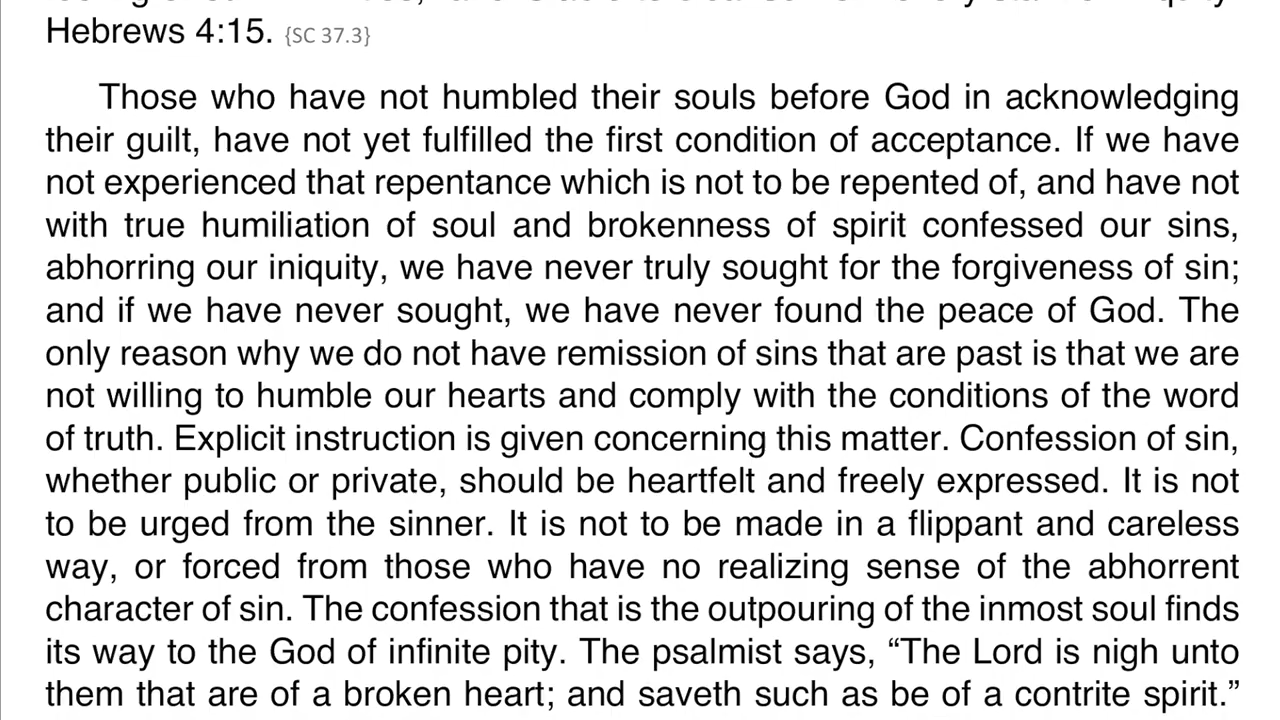 Hebrews 4:15. {SC 37.3}
Those who have not humbled their souls before God in acknowledging
their guilt, have not yet fulfilled the first condition of acceptance. If we have
not experienced that repentance which is not to be repented of, and have not
with true humiliation of soul and brokenness of spirit confessed our sins,
abhorring our iniquity, we have never truly sought for the forgiveness of sin;
and if we have never sought, we have never found the peace of God. The
only reason why we do not have remission of sins that are past is that we are
not willing to humble our hearts and comply with the conditions of the word
of truth. Explicit instruction is given concerning this matter. Confession of sin,
whether public or private, should be heartfelt and freely expressed. It is not
to be urged from the sinner. It is not to be made in a flippant and careless
way, or forced from those who have no realizing sense of the abhorrent
character of sin. The confession that is the outpouring of the inmost soul finds
its way to the God of infinite pity. The psalmist says, “The Lord is nigh unto
them that are of a broken heart; and saveth such as be of a contrite spirit.”